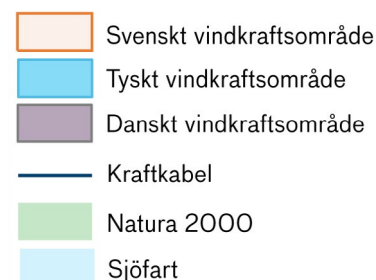 Svenskt vindkraftsområde
Tyskt vindkraftsområde
Danskt vindkraftsområde
Kraftkabel
Natura 2000
Sjöfart